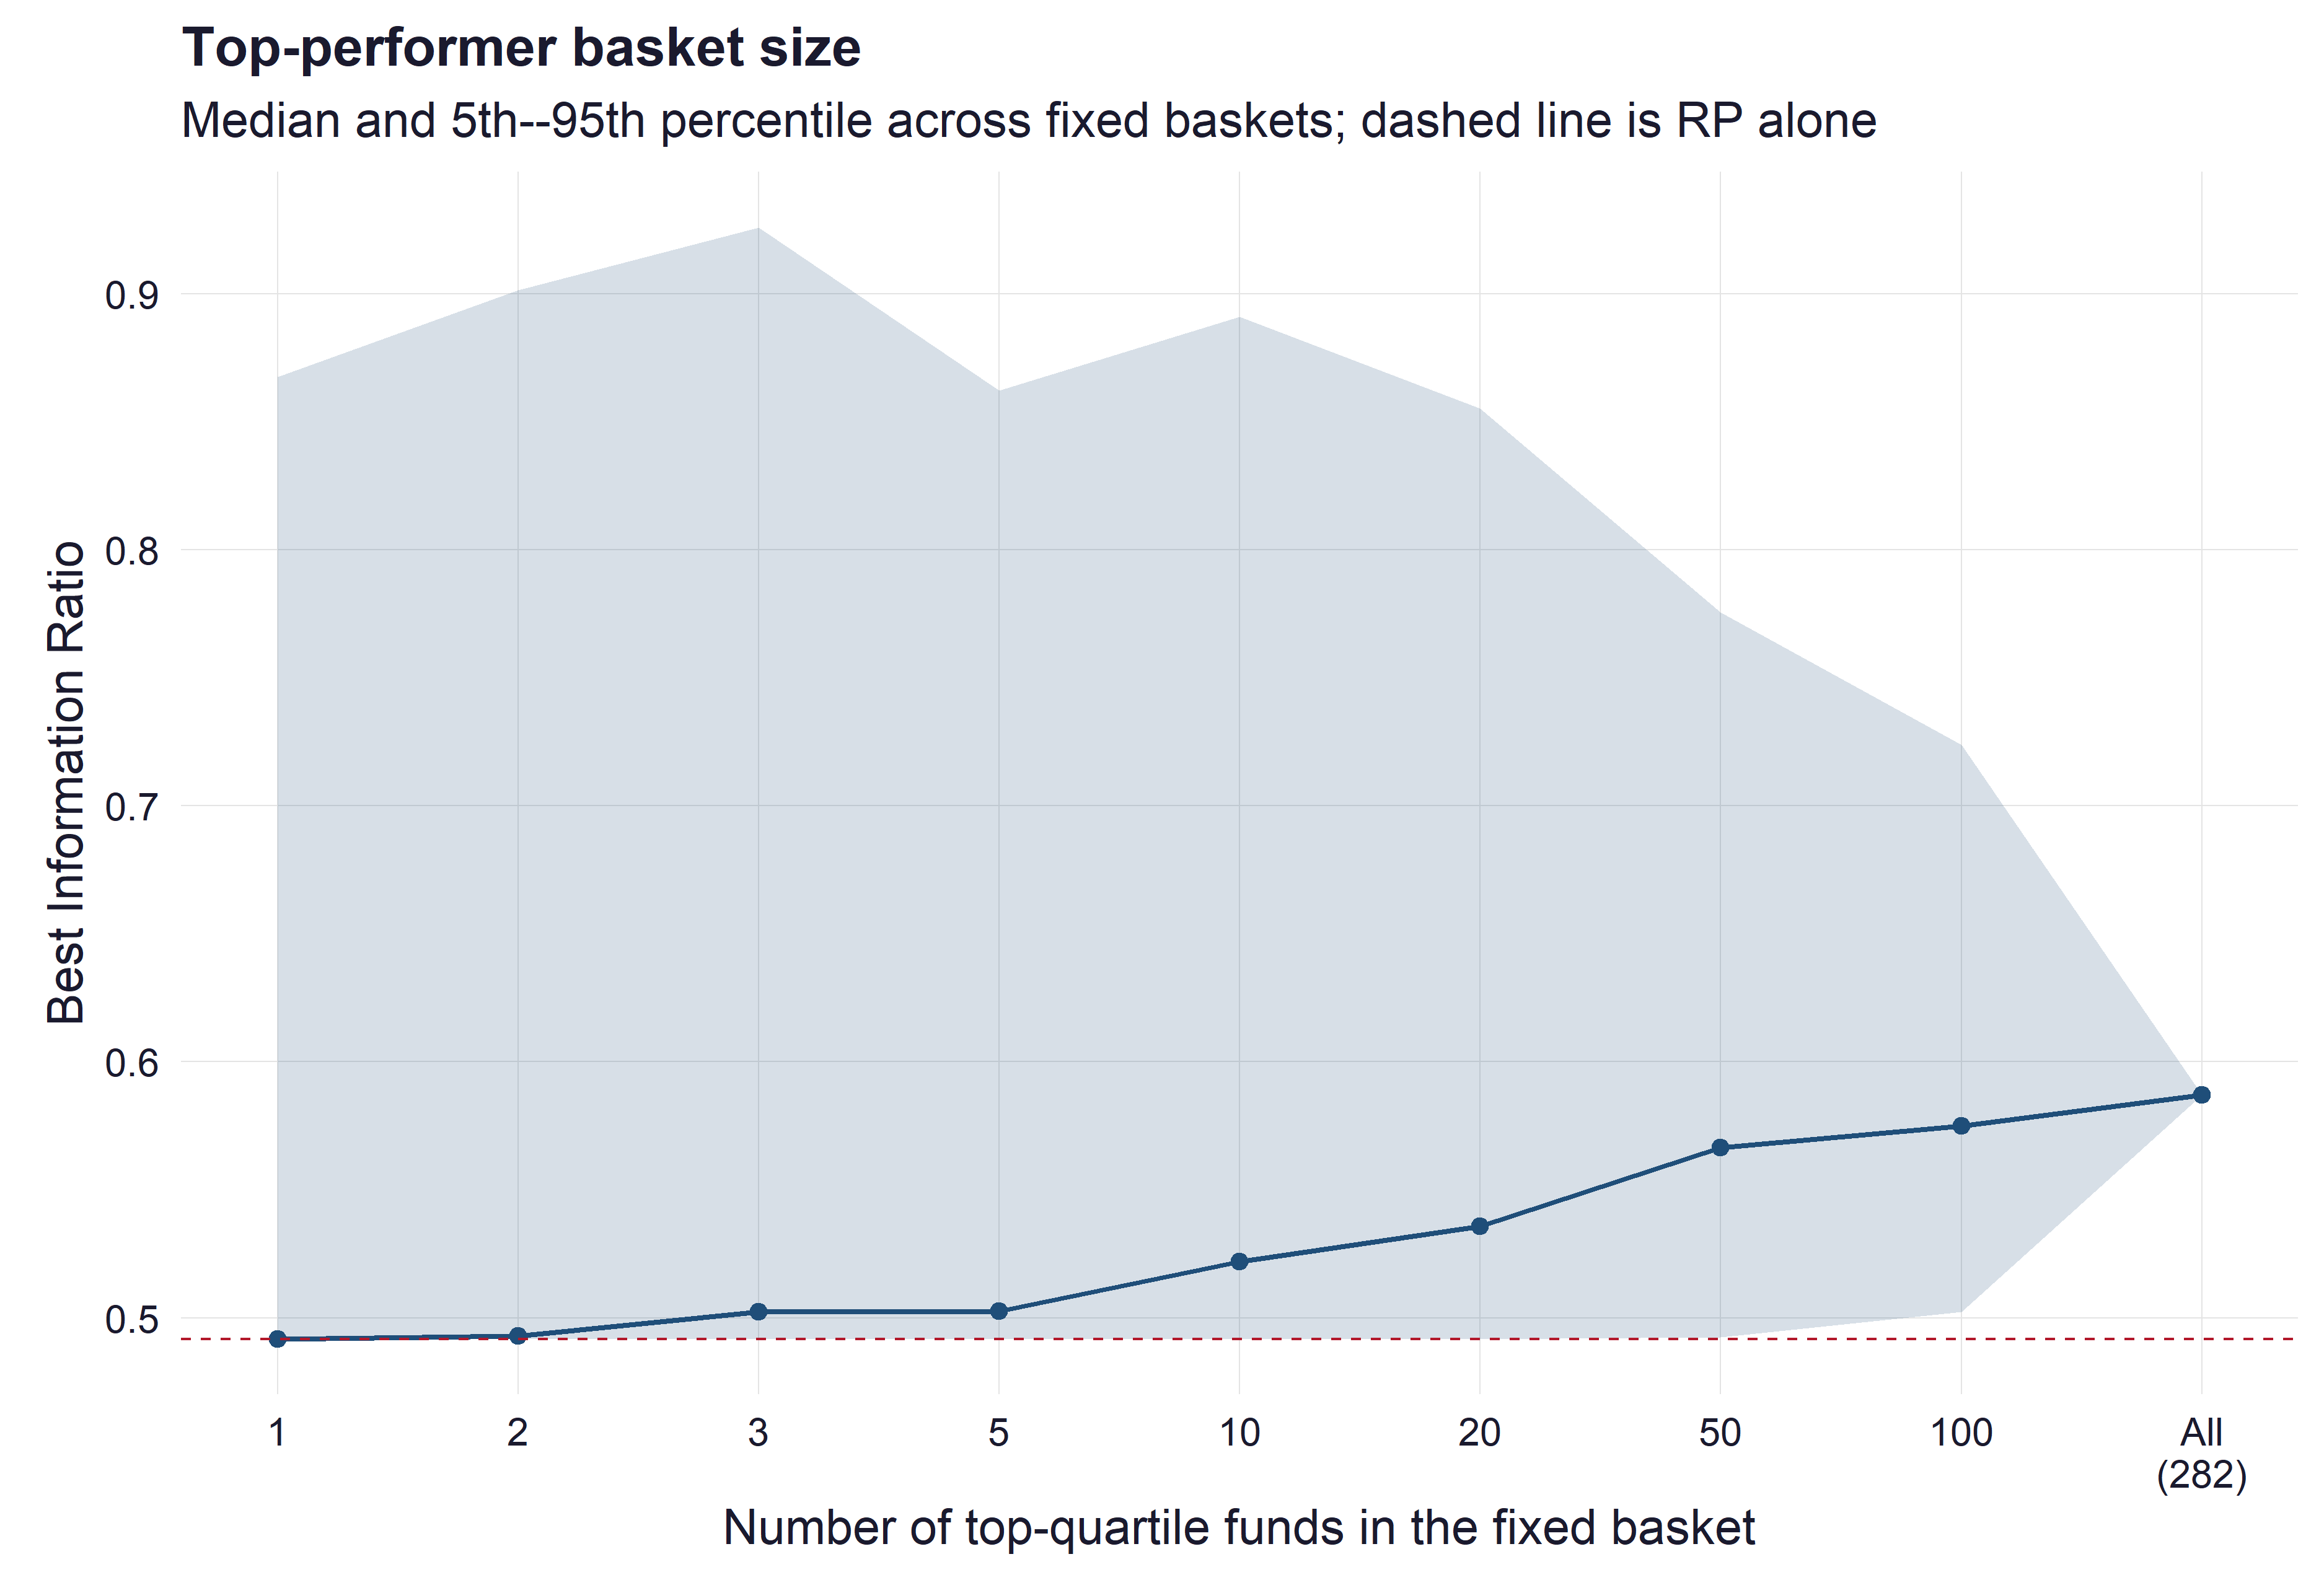 Top-performer basket size
Median and 5th--95th percentile across fixed baskets; dashed line is RP alone
Best Information Ratio
0.9
0.8
0.7
0.6
0.5
1 2 3 5 10 20 50 100 All
(282)
Number of top-quartile funds in the fixed basket